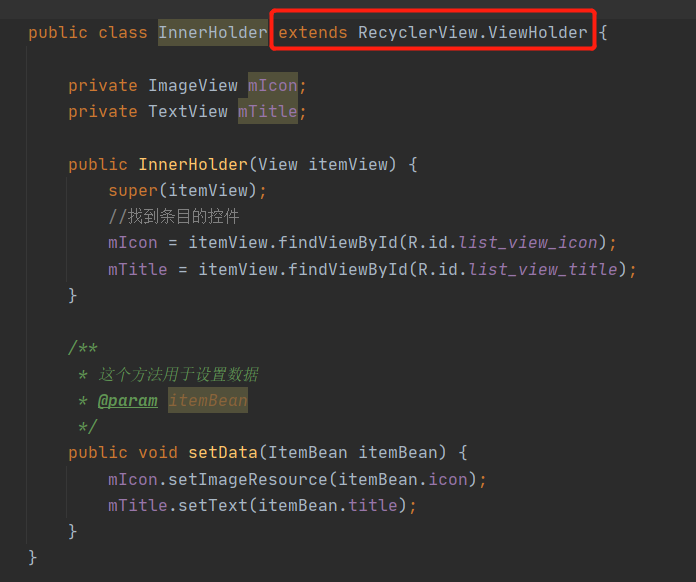 public class InnerHolder extends RecyclerView.ViewHolder {
private ImageView mIcon;
private TextView mTitle;
public InnerHolder(View itemView) {
super(itemView);
//找到条目的控件
mIcon = itemView.findViewById(R.id.list_view_icon);
mTitle = itemView.findViewById(R.id.list_view_title);
}
/**
* 这个方法用于设置数据
* @param itemBean
*/
public void setData(ItemBean itemBean) {
mIcon.setImageResource(itemBean.icon);
mTitle.setText(itemBean.title);
}
}